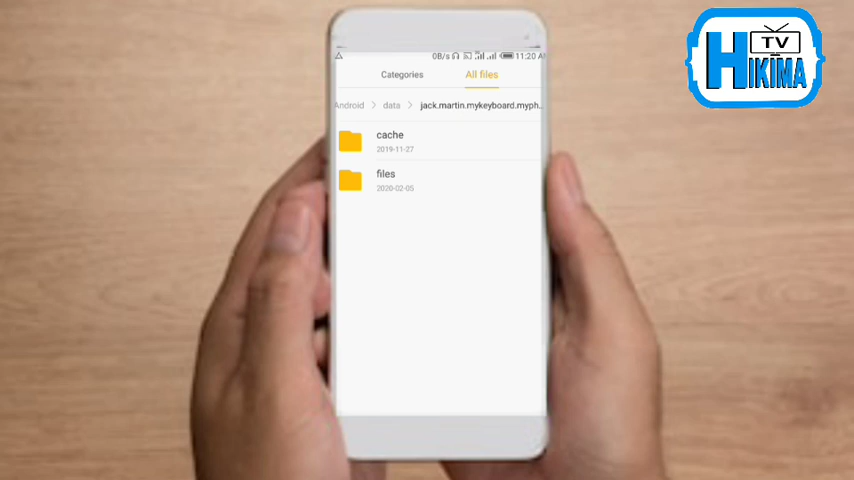 TV
HIKIMA
0B/s 11:20 A
Categories All files
Android > data > jack.martin.mykeyboard.myph...
cache
2019-11-27
files
2020-02-05